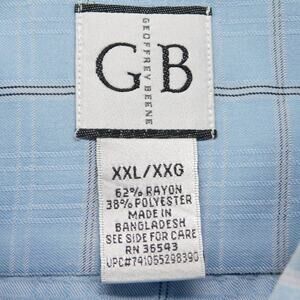 GB
GEOFFREY BEENE
XXL/XXG
62% RAYON
38% POLYESTER
MADE IN
BANGLADESH
SEE SIDE FOR CARE
RN 36543
UPC#741065298390